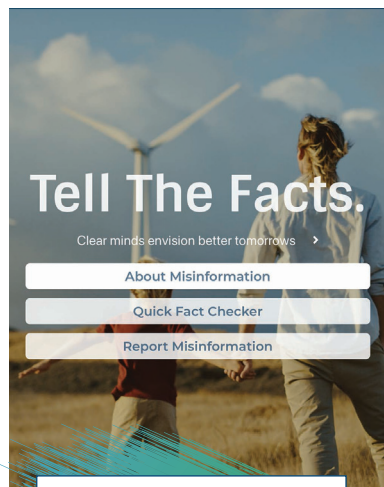 Tell The Facts.
Clear minds envision better tomorrows
About Misinformation
Quick Fact Checker
Report Misinformation